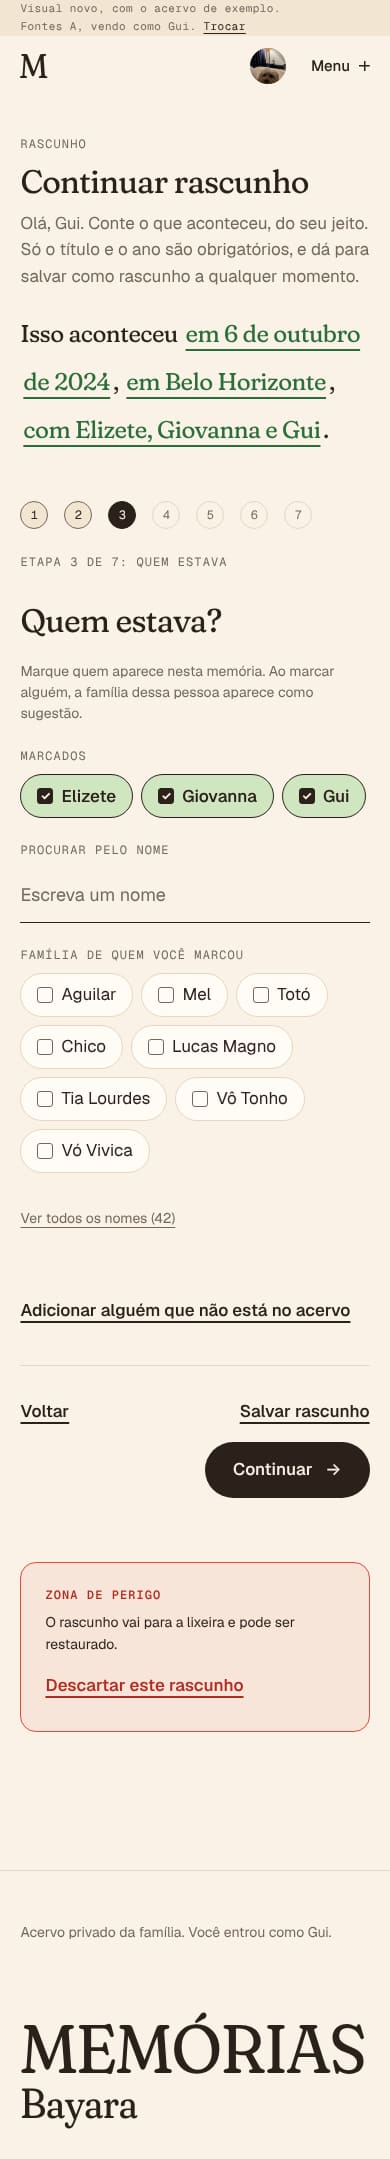 Visual novo, com o acervo de exemplo.
Fontes A, vendo como Gui. Trocar
M
Menu +
RASCUNHO
Continuar rascunho
Olá, Gui. Conte o que aconteceu, do seu jeito.
Só o título e o ano são obrigatórios, e dá para
salvar como rascunho a qualquer momento.
Isso aconteceu em 6 de outubro
de 2024, em Belo Horizonte,
com Elizete, Giovanna e Gui.
1 2 3 4 5 6 7
ETAPA 3 DE 7: QUEM ESTAVA
Quem estava?
Marque quem aparece nesta memória. Ao marcar
alguém, a família dessa pessoa aparece como
sugestão.
MARCADOS
Elizete Giovanna Gui
PROCURAR PELO NOME
Escreva um nome
FAMÍLIA DE QUEM VOCÊ MARCOU
Aguilar Mel Totó
Chico Lucas Magno
Tia Lourdes Vô Tonho
Vó Vivica
Ver todos os nomes (42)
Adicionar alguém que não está no acervo
Voltar Salvar rascunho
Continuar →
ZONA DE PERIGO
O rascunho vai para a lixeira e pode ser
restaurado.
Descartar este rascunho
Acervo privado da família. Você entrou como Gui.
MEMÓRIAS
Bayara